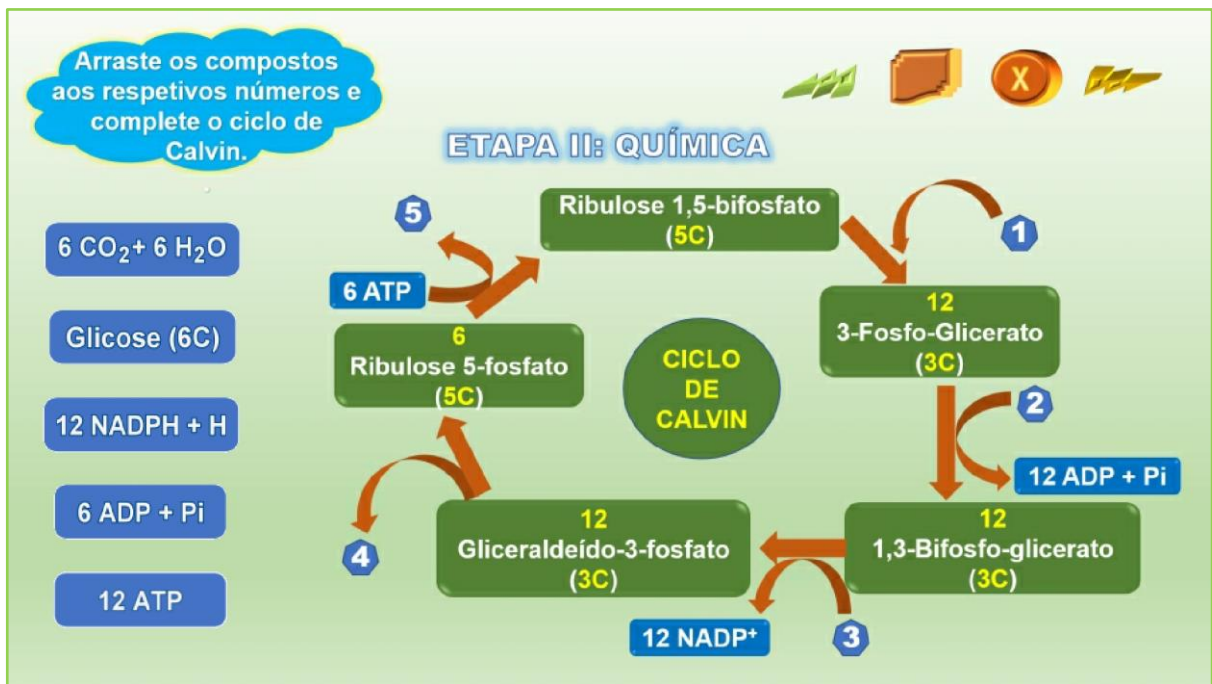 Arraste os compostos
aos respetivos números e
complete o ciclo de
Calvin.
X
ETAPA II: QUÍMICA
6 CO₂+ 6 H₂O
Glicose (6C)
12 NADPH + H
6 ADP + Pi
12 ATP
5
Ribulose 1,5-bifosfato
(5C)
1
6 ATP
12
3-Fosfo-Glicerato
(3C)
6
Ribulose 5-fosfato
(5C)
CICLO
DE
CALVIN
2
12 ADP + Pi
12
Gliceraldeído-3-fosfato
(3C)
12
1,3-Bifosfo-glicerato
(3C)
4
12 NADP⁺
3